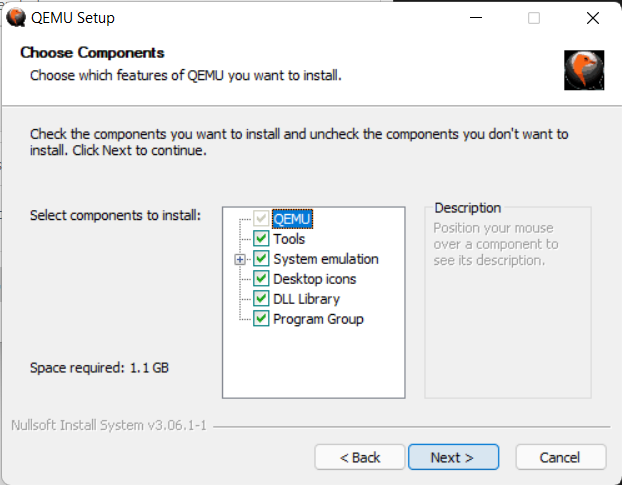 QEMU Setup
Choose Components
Choose which features of QEMU you want to install.
Check the components you want to install and uncheck the components you don't want to
install. Click Next to continue.
Select components to install:
QEMU
Tools
System emulation
Desktop icons
DLL Library
Program Group
Description
Position your mouse
over a component to
see its description.
Space required: 1.1 GB
Nullsoft Install System v3.06.1-1
< Back
Next >
Cancel